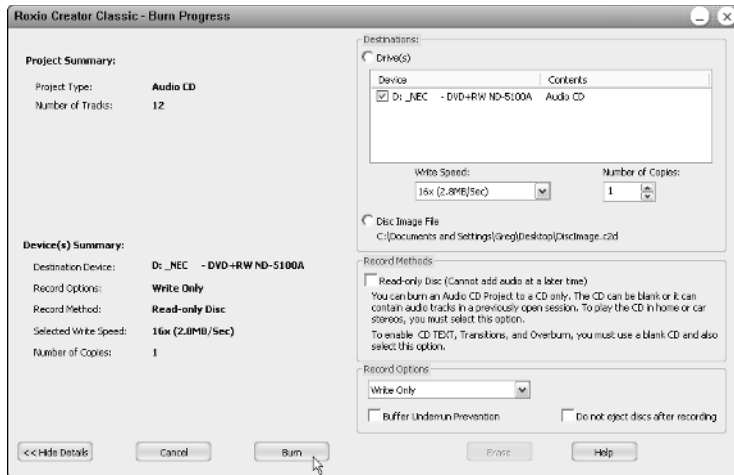 Roxio Creator Classic - Burn Progress
Project Summary:
Project Type: Audio CD
Number of Tracks: 12
Device(s) Summary:
Destination Device: D: _NEC - DVD+RW ND-5100A
Record Options: Write Only
Record Method: Read-only Disc
Selected Write Speed: 16x (2.8MB/Sec)
Number of Copies: 1
Destinations:
Drive(s)
Device Contents
D: _NEC - DVD+RW ND-5100A Audio CD
Write Speed: Number of Copies:
16x (2.8MB/Sec) 1
Disc Image File
C:\Documents and Settings\Greg\Desktop\DiscImage.c2d
Record Methods
Read-only Disc (Cannot add audio at a later time)
You can burn an Audio CD Project to a CD only. The CD can be blank or it can
contain audio tracks in a previously open session. To play the CD in home or car
stereos, you must select this option.
To enable CD TEXT, Transitions, and Overburn, you must use a blank CD and also
select this option.
Record Options
Write Only
Buffer Underrun Prevention Do not eject discs after recording
<< Hide Details Cancel Burn Erase Help